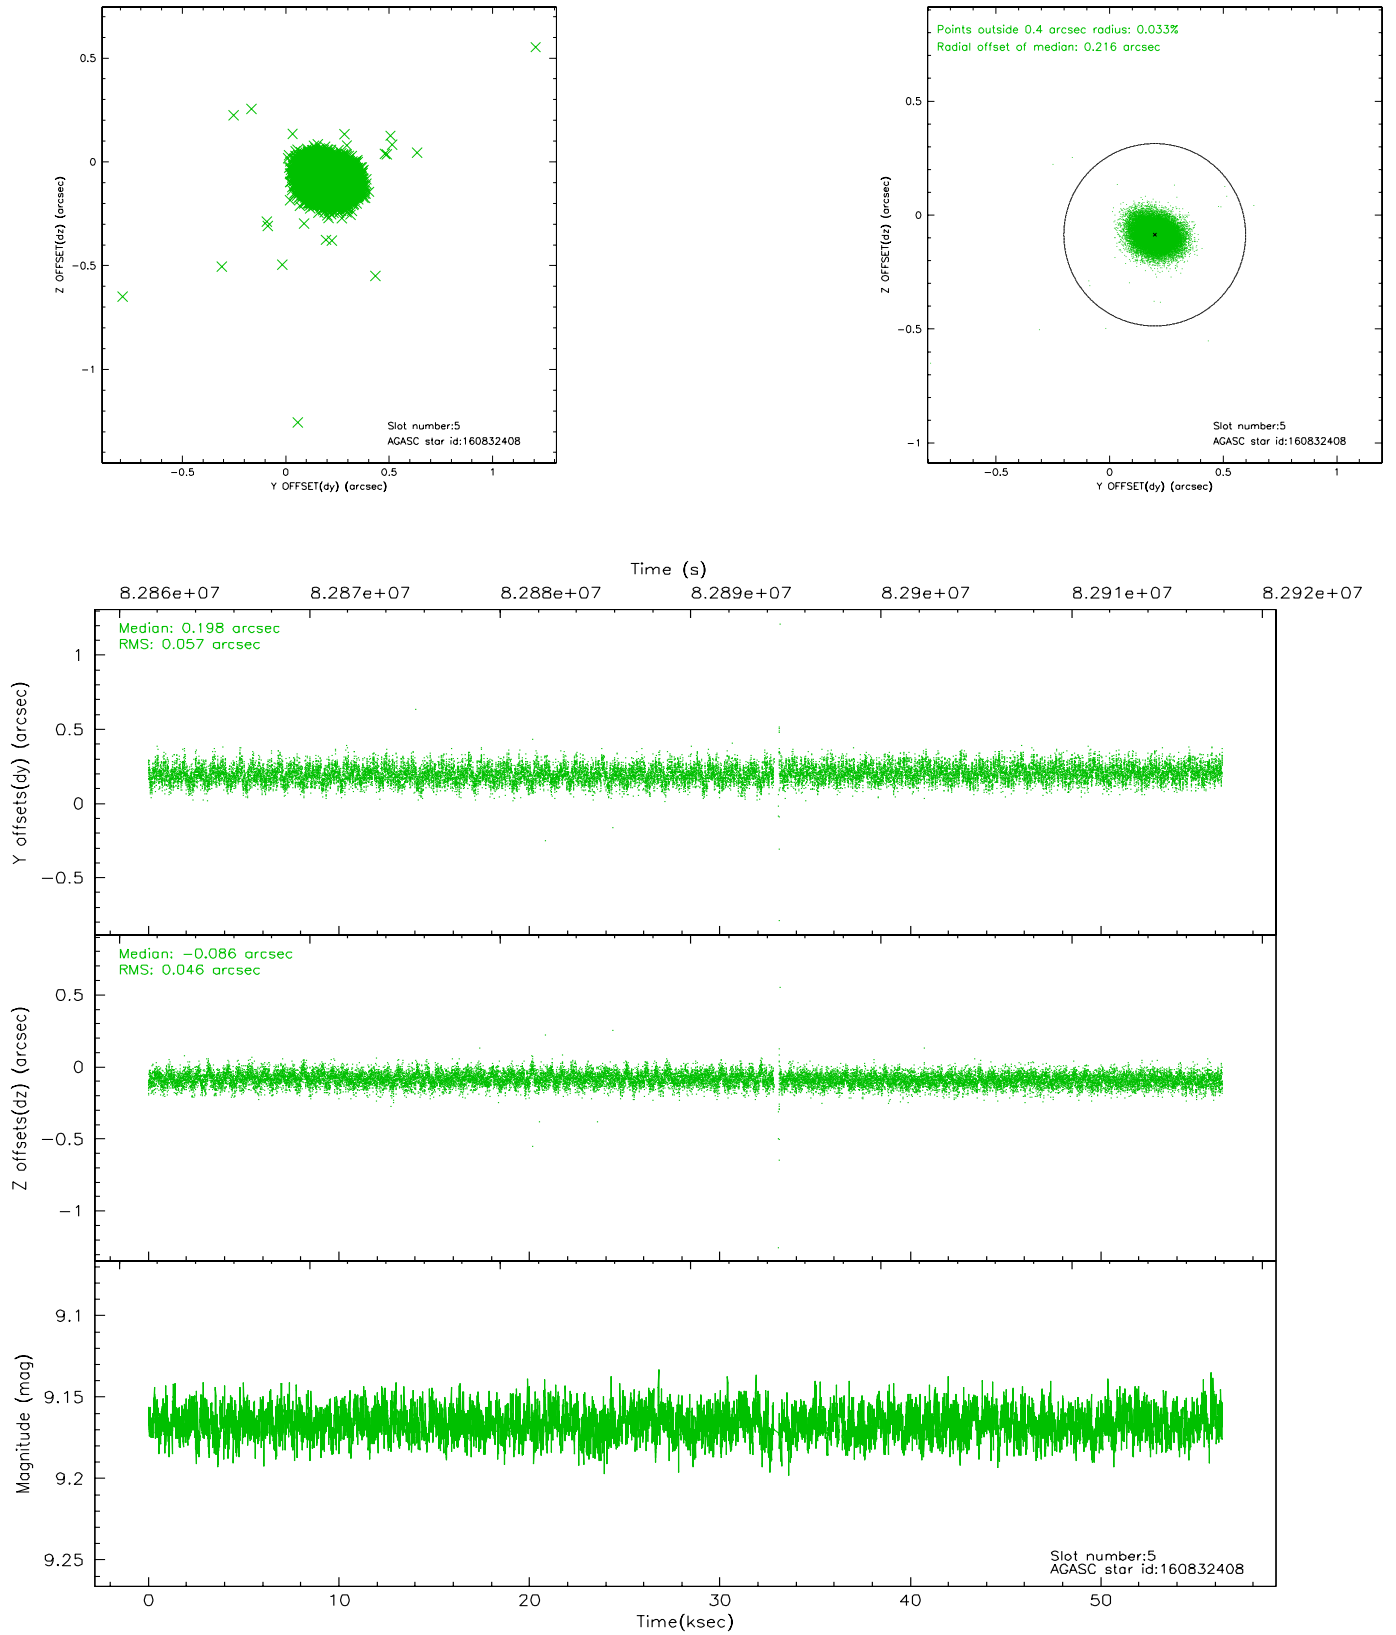 0.5
0
−0.5
−1
Z OFFSET(dz) (arcsec)
Slot number:5
AGASC star id:160832408
−0.5
0
0.5
1
Y OFFSET(dy) (arcsec)
Points outside 0.4 arcsec radius: 0.033%
Radial offset of median: 0.216 arcsec
0.5
0
−0.5
−1
Z OFFSET(dz) (arcsec)
Slot number:5
AGASC star id:160832408
−0.5
0
0.5
1
Y OFFSET(dy) (arcsec)
Time (s)
8.286e+07
8.287e+07
8.288e+07
8.289e+07
8.29e+07
8.291e+07
8.292e+07
Median: 0.198 arcsec
RMS: 0.057 arcsec
1
0.5
0
−0.5
Y offsets(dy) (arcsec)
Median: −0.086 arcsec
RMS: 0.046 arcsec
0.5
0
−0.5
−1
Z offsets(dz) (arcsec)
9.1
9.15
9.2
9.25
Magnitude (mag)
Slot number:5
AGASC star id:160832408
0
10
20
30
40
50
Time(ksec)